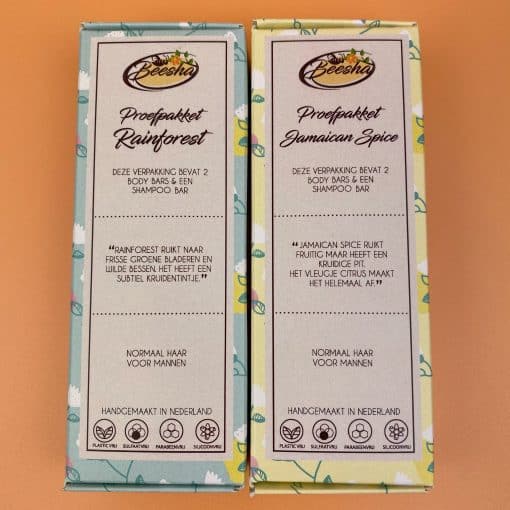 Beesha
Proefpakket
Rainforest
DEZE VERPAKKING BEVAT 2
BODY BARS & EEN
SHAMPOO BAR
"RAINFOREST RUIKT NAAR
FRISSE GROENE BLADEREN EN
WILDE BESSEN. HET HEEFT EEN
SUBTIEL KRUIDENTINTJE."
NORMAAL HAAR
VOOR MANNEN
HANDGEMAAKT IN NEDERLAND
PLASTICVRIJ SULFAATVRIJ PARABEENVRIJ SILICOONVRIJ
Beesha
Proefpakket
Jamaican Spice
DEZE VERPAKKING BEVAT 2
BODY BARS & EEN
SHAMPOO BAR
"JAMAICAN SPICE RUIKT
FRUITIG MAAR HEEFT EEN
KRUIDIGE PIT.
HET VLEUGJE CITRUS MAAKT
HET HELEMAAL AF."
NORMAAL HAAR
VOOR MANNEN
HANDGEMAAKT IN NEDERLAND
PLASTICVRIJ SULFAATVRIJ PARABEENVRIJ SILICOONVRIJ